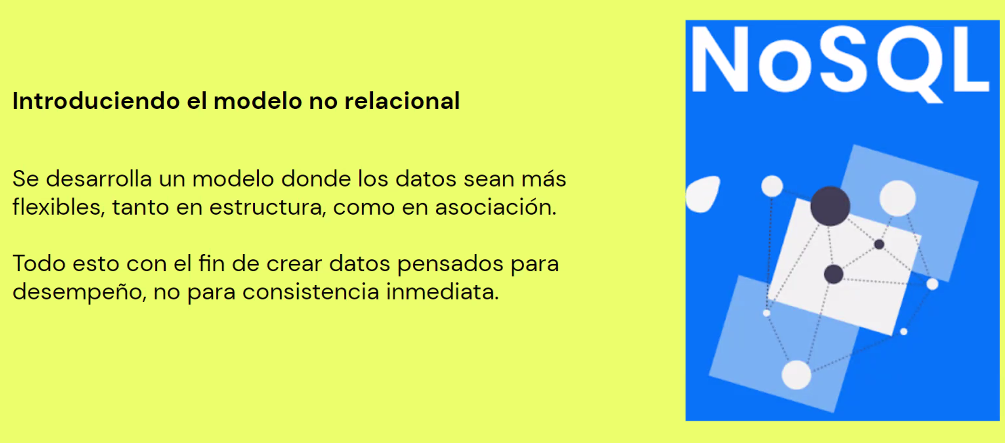 NoSQL
Introduciendo el modelo no relacional
Se desarrolla un modelo donde los datos sean más
flexibles, tanto en estructura, como en asociación.
Todo esto con el fin de crear datos pensados para
desempeño, no para consistencia inmediata.